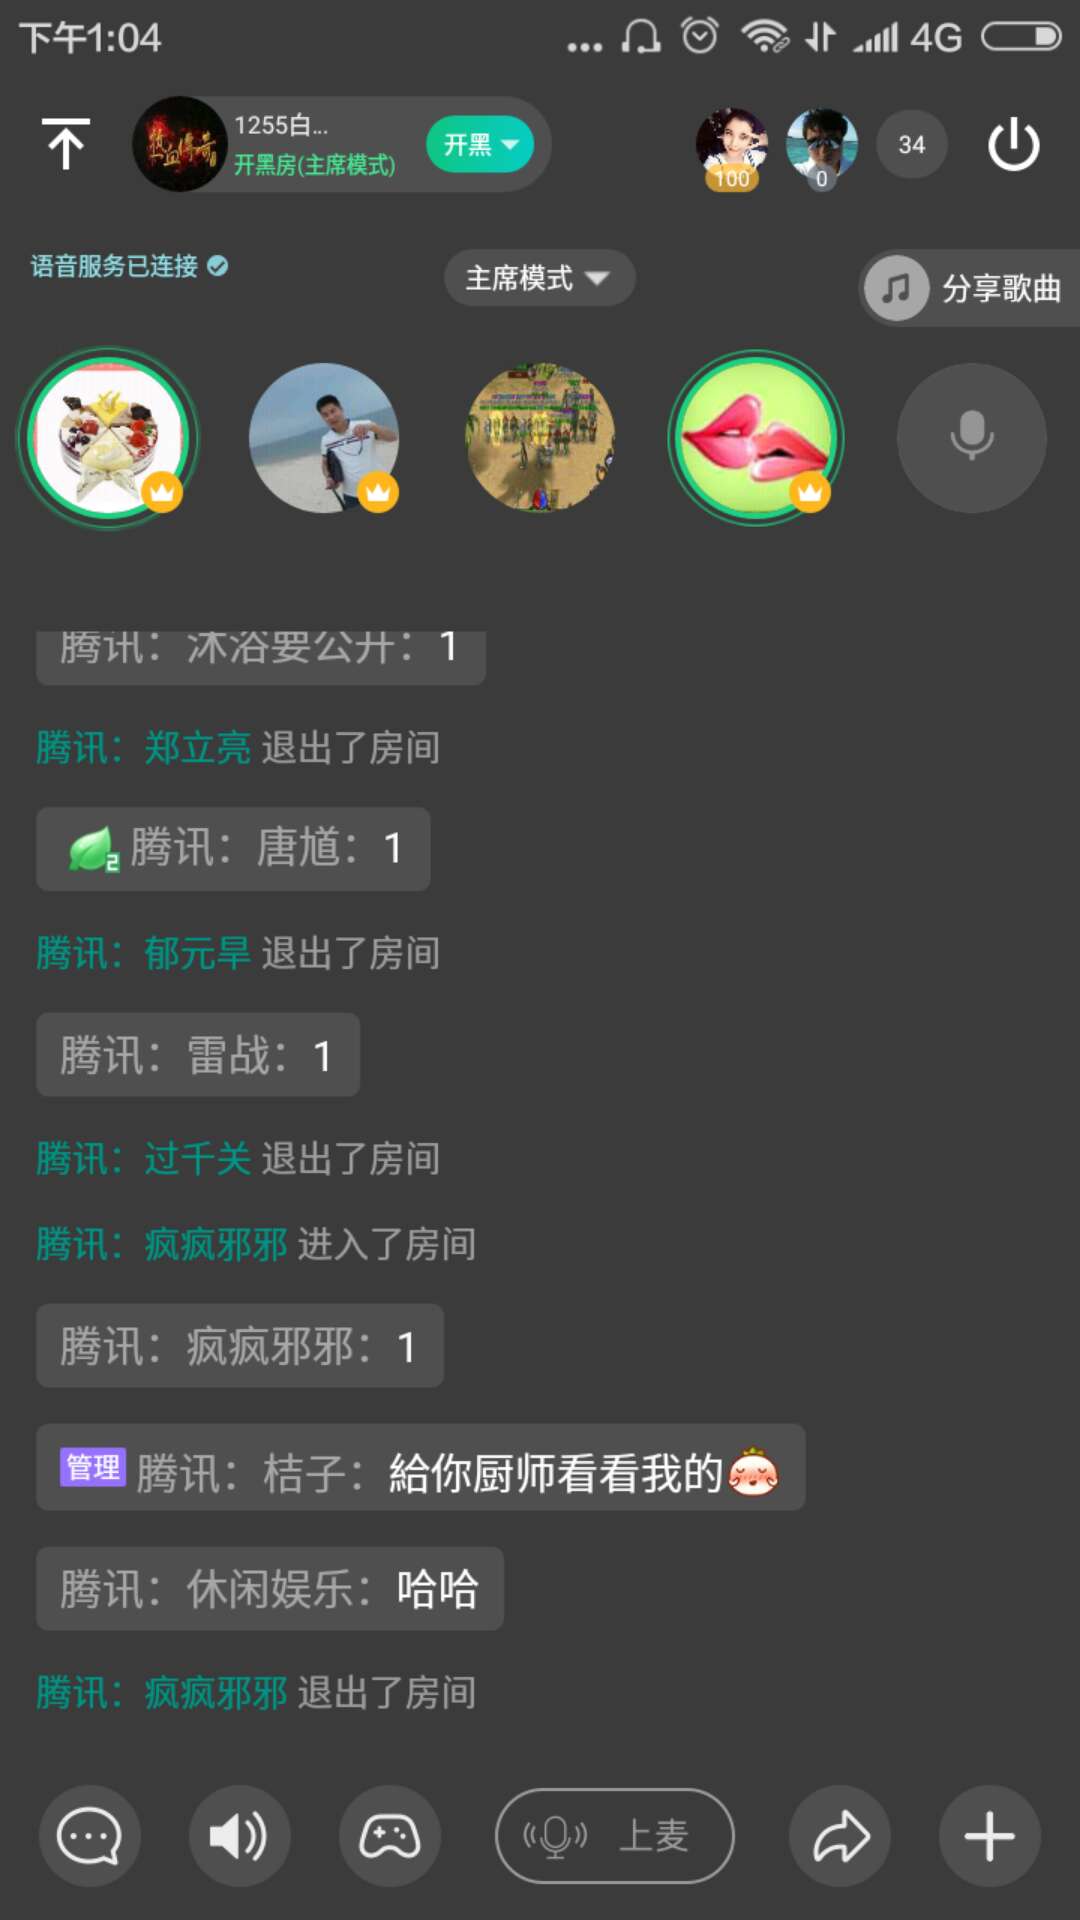 下午1:04
4G
热血传奇
1255白...
开黑房(主席模式)
开黑
100
0
34
语音服务已连接
主席模式
分享歌曲
腾讯：沐浴要公开：1
腾讯：郑立亮 退出了房间
2 腾讯：唐馗：1
腾讯：郁元旱 退出了房间
腾讯：雷战：1
腾讯：过千关 退出了房间
腾讯：疯疯邪邪 进入了房间
腾讯：疯疯邪邪：1
管理 腾讯：桔子：給你厨师看看我的
腾讯：休闲娱乐：哈哈
腾讯：疯疯邪邪 退出了房间
上麦